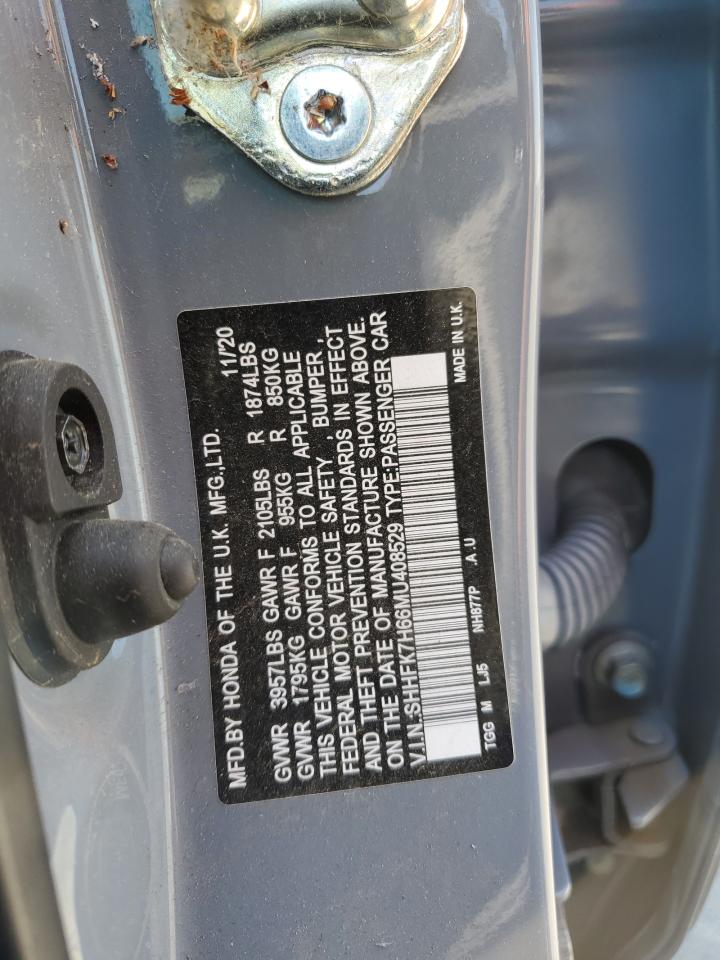 MFD.BY HONDA OF THE U.K. MFG.,LTD. 11/'20
GVWR 3957LBS GAWR F 2105LBS R 1874LBS
GVWR 1795KG GAWR F 955KG R 850KG
THIS VEHICLE CONFORMS TO ALL APPLICABLE
FEDERAL MOTOR VEHICLE SAFETY , BUMPER ,
AND THEFT PREVENTION STANDARDS IN EFFECT
ON THE DATE OF MANUFACTURE SHOWN ABOVE.
V.I.N.:SHHFK7H66MU408529 TYPE:PASSENGER CAR
TGG M LJ5 NH877P A.U MADE IN U.K.